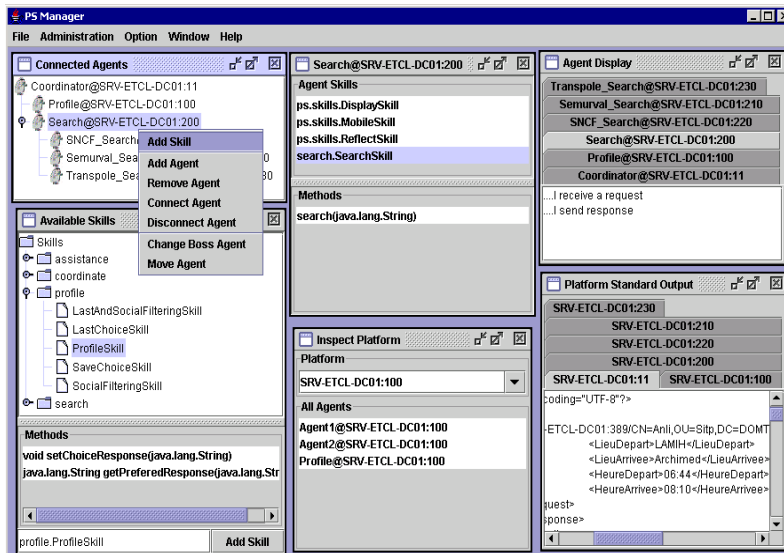 PS Manager
File Administration Option Window Help
Connected Agents
Coordinator@SRV-ETCL-DC01:11
Profile@SRV-ETCL-DC01:100
Search@SRV-ETCL-DC01:200
SNCF_Search
Semurval_Sea 0
Transpole_Sea 30
Add Skill
Add Agent
Remove Agent
Connect Agent
Disconnect Agent
Change Boss Agent
Move Agent
Available Skills
Skills
assistance
coordinate
profile
LastAndSocialFilteringSkill
LastChoiceSkill
ProfileSkill
SaveChoiceSkill
SocialFilteringSkill
search
Methods
void setChoiceResponse(java.lang.String)
java.lang.String getPreferedResponse(java.lang.Str
profile.ProfileSkill Add Skill
Search@SRV-ETCL-DC01:200
Agent Skills
ps.skills.DisplaySkill
ps.skills.MobileSkill
ps.skills.ReflectSkill
search.SearchSkill
Methods
search(java.lang.String)
Inspect Platform
Platform
SRV-ETCL-DC01:100
All Agents
Agent1@SRV-ETCL-DC01:100
Agent2@SRV-ETCL-DC01:100
Profile@SRV-ETCL-DC01:100
Agent Display
Transpole_Search@SRV-ETCL-DC01:230
Semurval_Search@SRV-ETCL-DC01:210
SNCF_Search@SRV-ETCL-DC01:220
Search@SRV-ETCL-DC01:200
Profile@SRV-ETCL-DC01:100
Coordinator@SRV-ETCL-DC01:11
....I receive a request
....I send response
Platform Standard Output
SRV-ETCL-DC01:230
SRV-ETCL-DC01:210
SRV-ETCL-DC01:220
SRV-ETCL-DC01:200
SRV-ETCL-DC01:11 SRV-ETCL-DC01:100
coding="UTF-8"?>
-ETCL-DC01:389/CN=Anli,OU=Sitp,DC=DOMT
<LieuDepart>LAMIH</LieuDepart>
<LieuArrivee>Archimed</LieuArrivee>
<HeureDepart>06:44</HeureDepart>
<HeureArrivee>08:10</HeureArrivee>
quest>
sponse>